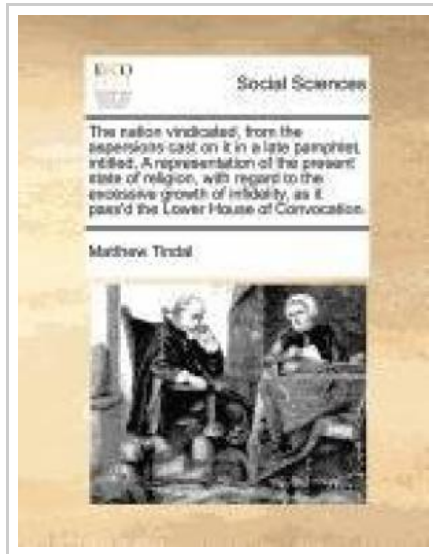 ECCO
Social Sciences
The nation vindicated, from the
aspersions cast on it in a late pamphlet,
intitled, A representation of the present
state of religion, with regard to the
excessive growth of infidelity, as it
pass'd the Lower House of Convocation.
Matthew Tindal